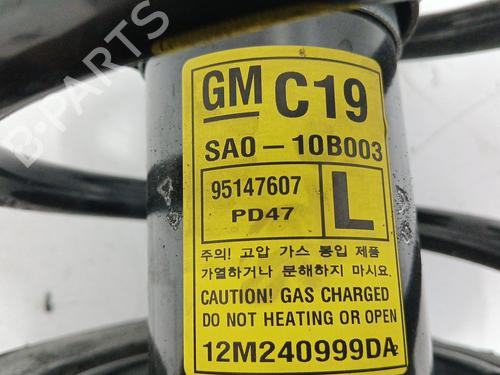 GM C19
SA0 - 10B003
95147607
PD47
L
주의! 고압 가스 봉입 제품
가열하거나 분해하지 마시요.
CAUTION! GAS CHARGED
DO NOT HEATING OR OPEN
12M240999DA2
B-PARTS